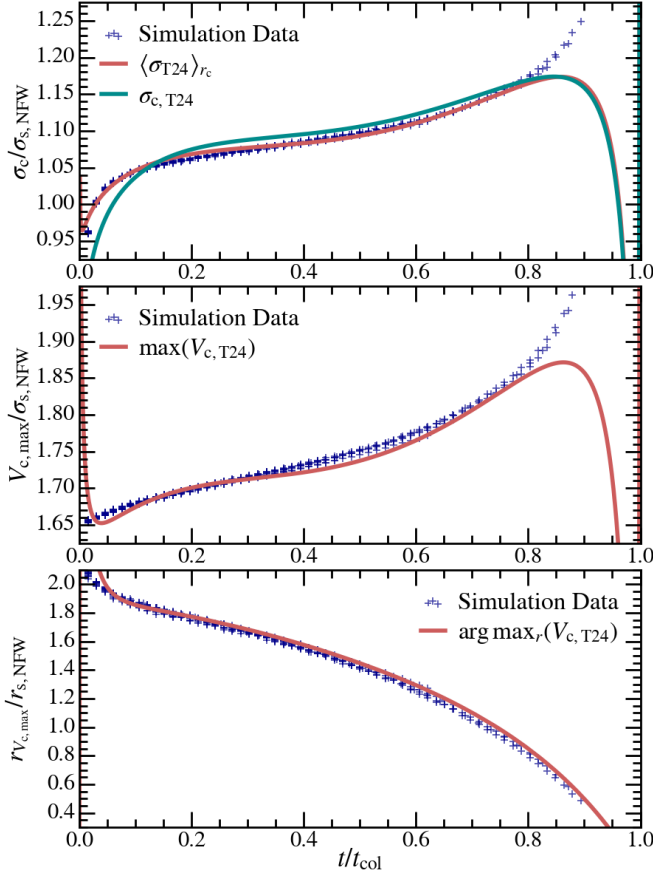 1.25
1.20
1.15
1.10
1.05
1.00
0.95
σc/σs, NFW
Simulation Data
⟨σT24⟩rc
σc, T24
0.0 0.2 0.4 0.6 0.8 1.0
1.95
1.90
1.85
1.80
1.75
1.70
1.65
Vc, max/σs, NFW
Simulation Data
max(Vc, T24)
0.0 0.2 0.4 0.6 0.8 1.0
2.0
1.8
1.6
1.4
1.2
1.0
0.8
0.6
0.4
rVc, max/rs, NFW
Simulation Data
arg maxr(Vc, T24)
0.0 0.2 0.4 0.6 0.8 1.0
t/tcol